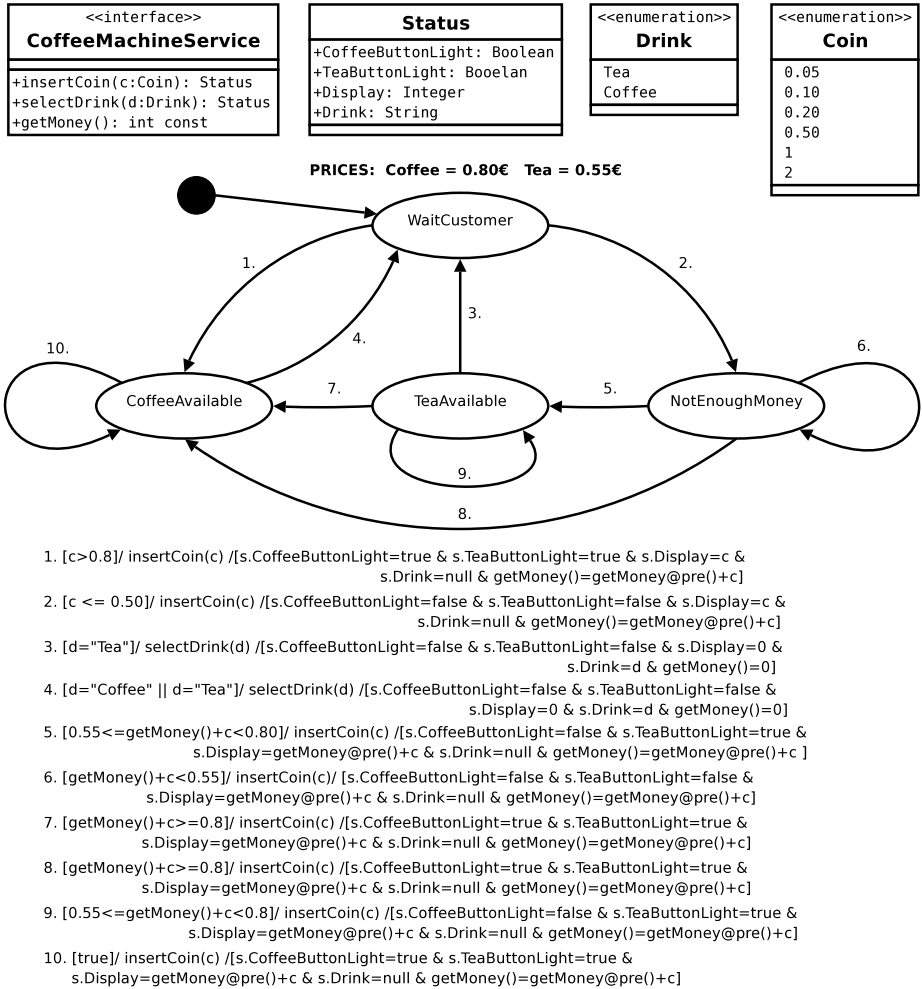 <<interface>>
CoffeeMachineService
+insertCoin(c:Coin): Status
+selectDrink(d:Drink): Status
+getMoney(): int const
Status
+CoffeeButtonLight: Boolean
+TeaButtonLight: Booelan
+Display: Integer
+Drink: String
<<enumeration>>
Drink
Tea
Coffee
<<enumeration>>
Coin
0.05
0.10
0.20
0.50
1
2
PRICES: Coffee = 0.80€ Tea = 0.55€
WaitCustomer
1.
2.
3.
4.
10.
6.
CoffeeAvailable
7.
TeaAvailable
5.
NotEnoughMoney
9.
8.
1. [c>0.8]/ insertCoin(c) /[s.CoffeeButtonLight=true & s.TeaButtonLight=true & s.Display=c &
s.Drink=null & getMoney()=getMoney@pre()+c]
2. [c <= 0.50]/ insertCoin(c) /[s.CoffeeButtonLight=false & s.TeaButtonLight=false & s.Display=c &
s.Drink=null & getMoney()=getMoney@pre()+c]
3. [d="Tea"]/ selectDrink(d) /[s.CoffeeButtonLight=false & s.TeaButtonLight=false & s.Display=0 &
s.Drink=d & getMoney()=0]
4. [d="Coffee" || d="Tea"]/ selectDrink(d) /[s.CoffeeButtonLight=false & s.TeaButtonLight=false &
s.Display=0 & s.Drink=d & getMoney()=0]
5. [0.55<=getMoney()+c<0.80]/ insertCoin(c) /[s.CoffeeButtonLight=false & s.TeaButtonLight=true &
s.Display=getMoney@pre()+c & s.Drink=null & getMoney()=getMoney@pre()+c ]
6. [getMoney()+c<0.55]/ insertCoin(c)/ [s.CoffeeButtonLight=false & s.TeaButtonLight=false &
s.Display=getMoney@pre()+c & s.Drink=null & getMoney()=getMoney@pre()+c]
7. [getMoney()+c>=0.8]/ insertCoin(c) /[s.CoffeeButtonLight=true & s.TeaButtonLight=true &
s.Display=getMoney@pre()+c & s.Drink=null & getMoney()=getMoney@pre()+c]
8. [getMoney()+c>=0.8]/ insertCoin(c) /[s.CoffeeButtonLight=true & s.TeaButtonLight=true &
s.Display=getMoney@pre()+c & s.Drink=null & getMoney()=getMoney@pre()+c]
9. [0.55<=getMoney()+c<0.8]/ insertCoin(c) /[s.CoffeeButtonLight=false & s.TeaButtonLight=true &
s.Display=getMoney@pre()+c & s.Drink=null & getMoney()=getMoney@pre()+c]
10. [true]/ insertCoin(c) /[s.CoffeeButtonLight=true & s.TeaButtonLight=true &
s.Display=getMoney@pre()+c & s.Drink=null & getMoney()=getMoney@pre()+c]